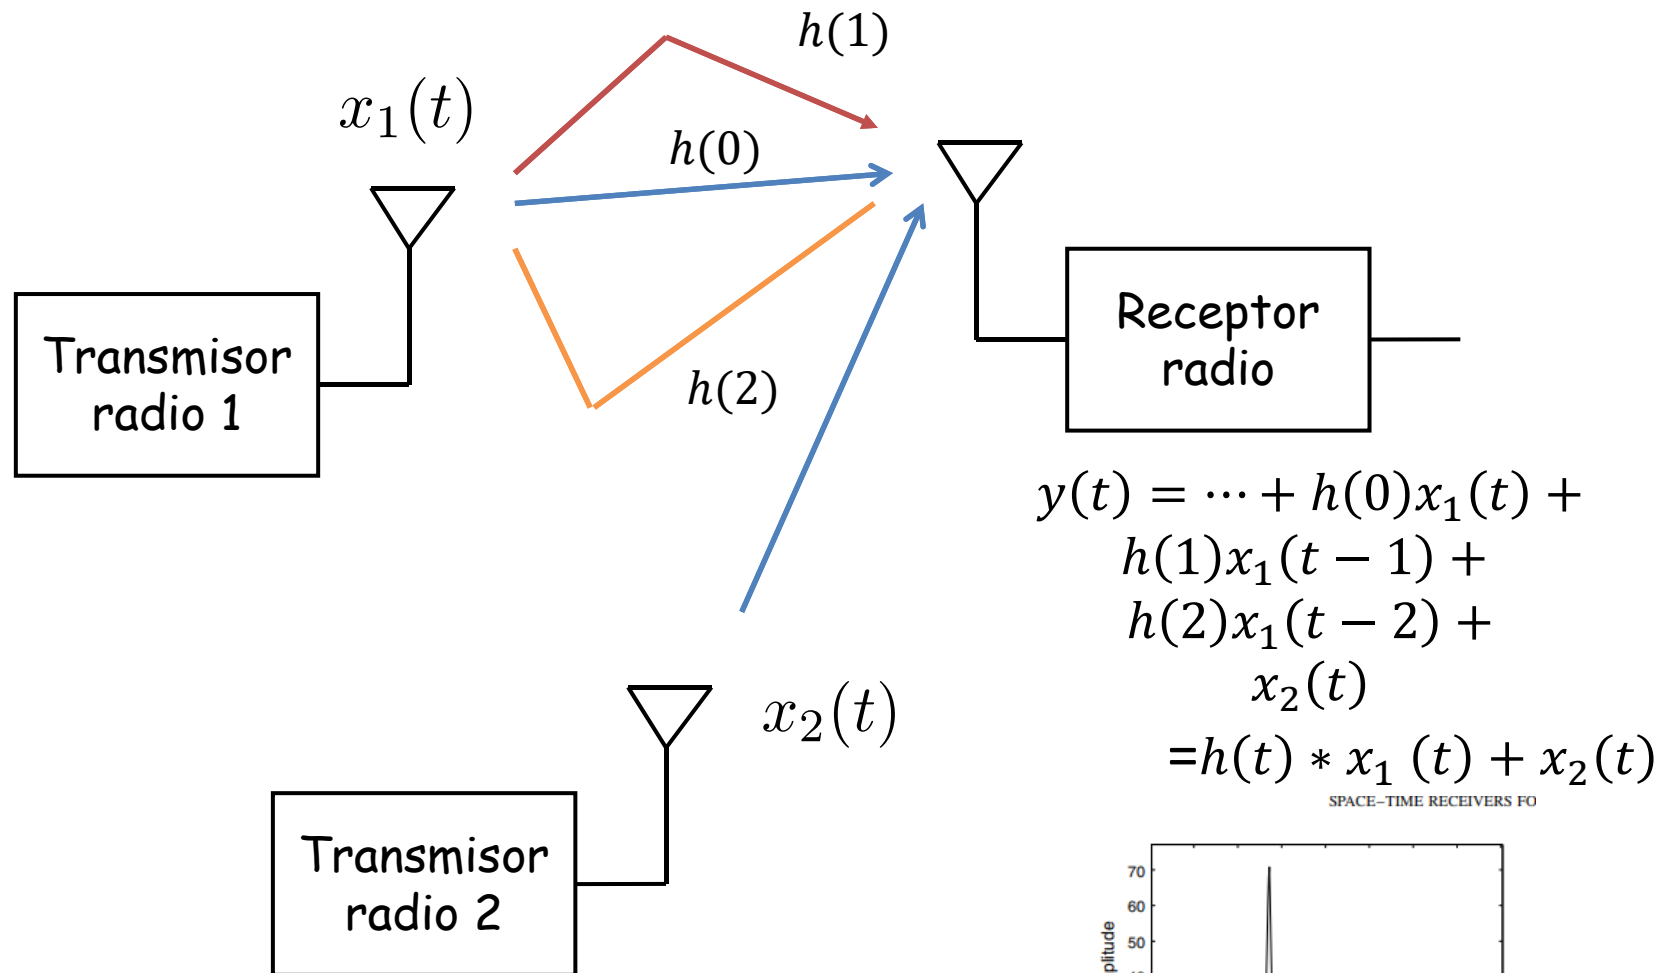 h(1)
x₁(t)
h(0)
Transmisor
radio 1
h(2)
Receptor
radio
y(t) = ⋯ + h(0)x₁(t) +
h(1)x₁(t − 1) +
h(2)x₁(t − 2) +
x₂(t)
=h(t) ∗ x₁ (t) + x₂(t)
x₂(t)
Transmisor
radio 2
SPACE–TIME RECEIVERS FO
70
60
50
plitude